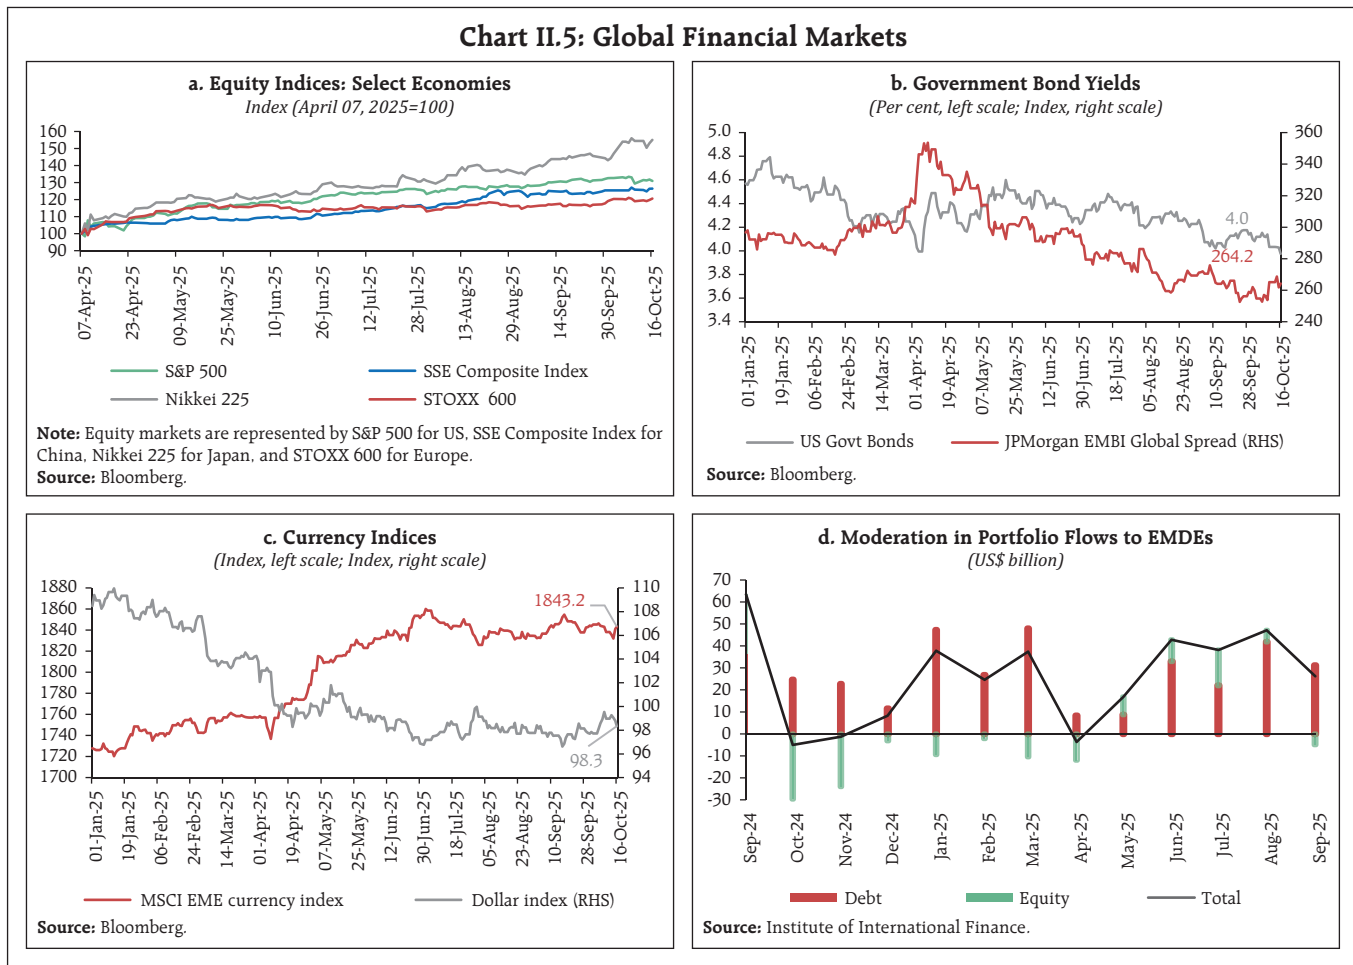 Chart II.5: Global Financial Markets
a. Equity Indices: Select Economies
Index (April 07, 2025=100)
160
150
140
130
120
110
100
90
07-Apr-25
23-Apr-25
09-May-25
25-May-25
10-Jun-25
26-Jun-25
12-Jul-25
28-Jul-25
13-Aug-25
29-Aug-25
14-Sep-25
30-Sep-25
16-Oct-25
S&P 500
SSE Composite Index
Nikkei 225
STOXX 600
Note: Equity markets are represented by S&P 500 for US, SSE Composite Index for
China, Nikkei 225 for Japan, and STOXX 600 for Europe.
Source: Bloomberg.
b. Government Bond Yields
(Per cent, left scale; Index, right scale)
5.0
4.8
4.6
4.4
4.2
4.0
3.8
3.6
3.4
360
340
320
300
280
260
240
4.0
264.2
01-Jan-25
19-Jan-25
06-Feb-25
24-Feb-25
14-Mar-25
01-Apr-25
19-Apr-25
07-May-25
25-May-25
12-Jun-25
30-Jun-25
18-Jul-25
05-Aug-25
23-Aug-25
10-Sep-25
28-Sep-25
16-Oct-25
US Govt Bonds
JPMorgan EMBI Global Spread (RHS)
Source: Bloomberg.
c. Currency Indices
(Index, left scale; Index, right scale)
1880
1860
1840
1820
1800
1780
1760
1740
1720
1700
110
108
106
104
102
100
98
96
94
1843.2
98.3
01-Jan-25
19-Jan-25
06-Feb-25
24-Feb-25
14-Mar-25
01-Apr-25
19-Apr-25
07-May-25
25-May-25
12-Jun-25
30-Jun-25
18-Jul-25
05-Aug-25
23-Aug-25
10-Sep-25
28-Sep-25
16-Oct-25
MSCI EME currency index
Dollar index (RHS)
Source: Bloomberg.
d. Moderation in Portfolio Flows to EMDEs
(US$ billion)
70
60
50
40
30
20
10
0
-10
-20
-30
Sep-24
Oct-24
Nov-24
Dec-24
Jan-25
Feb-25
Mar-25
Apr-25
May-25
Jun-25
Jul-25
Aug-25
Sep-25
Debt
Equity
Total
Source: Institute of International Finance.